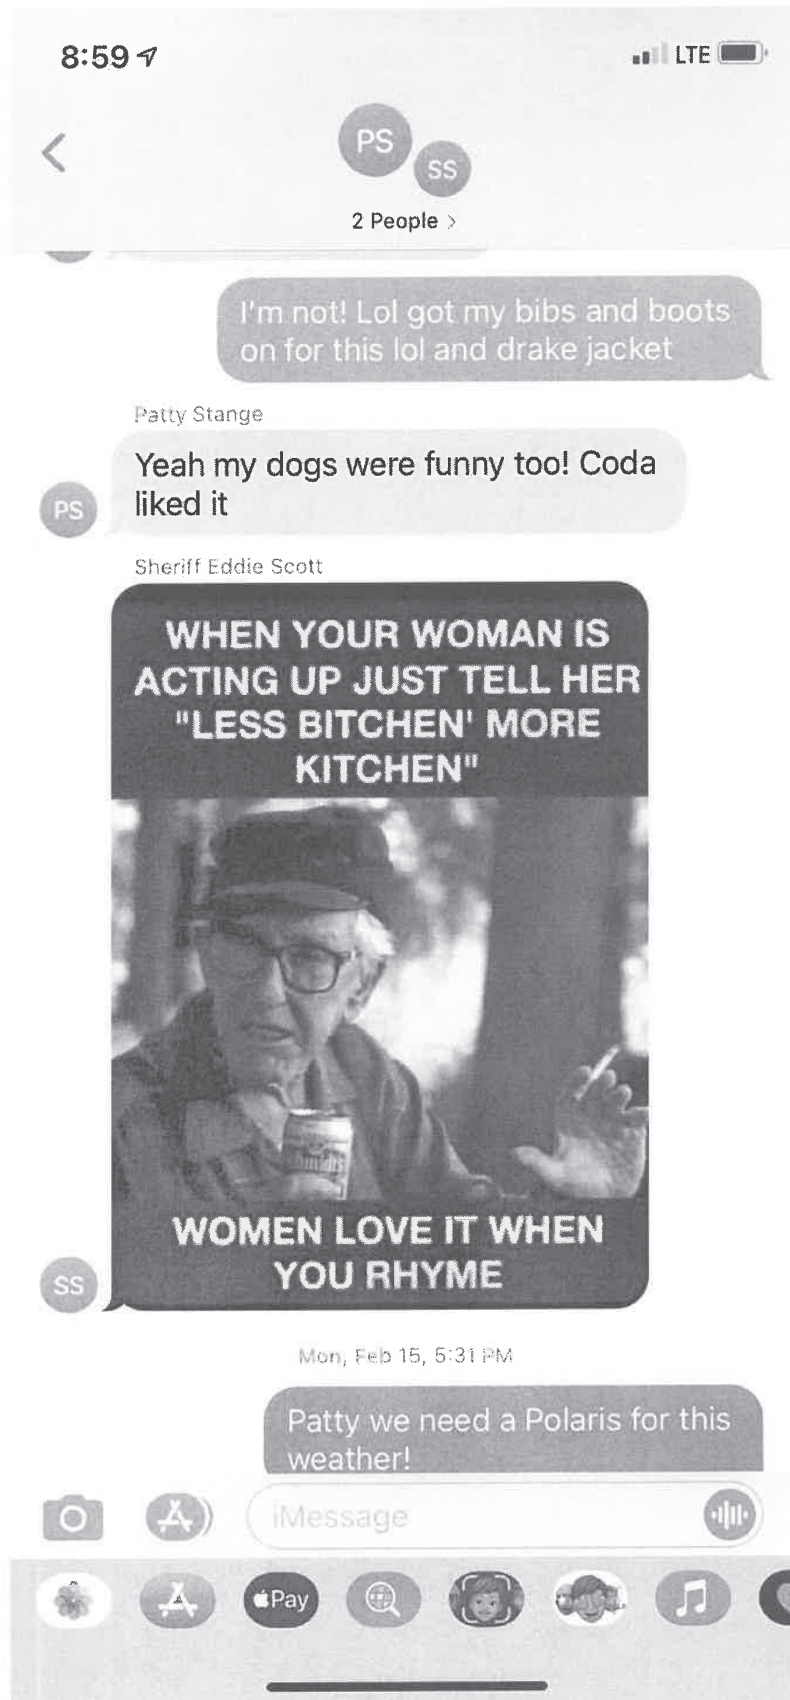 8:59
LTE
PS
SS
2 People >
I'm not! Lol got my bibs and boots
on for this lol and drake jacket
Patty Stange
Yeah my dogs were funny too! Coda
liked it
PS
Sheriff Eddie Scott
WHEN YOUR WOMAN IS
ACTING UP JUST TELL HER
"LESS BITCHEN' MORE
KITCHEN"
WOMEN LOVE IT WHEN
YOU RHYME
SS
Mon, Feb 15, 5:31 PM
Patty we need a Polaris for this
weather!
iMessage
Pay